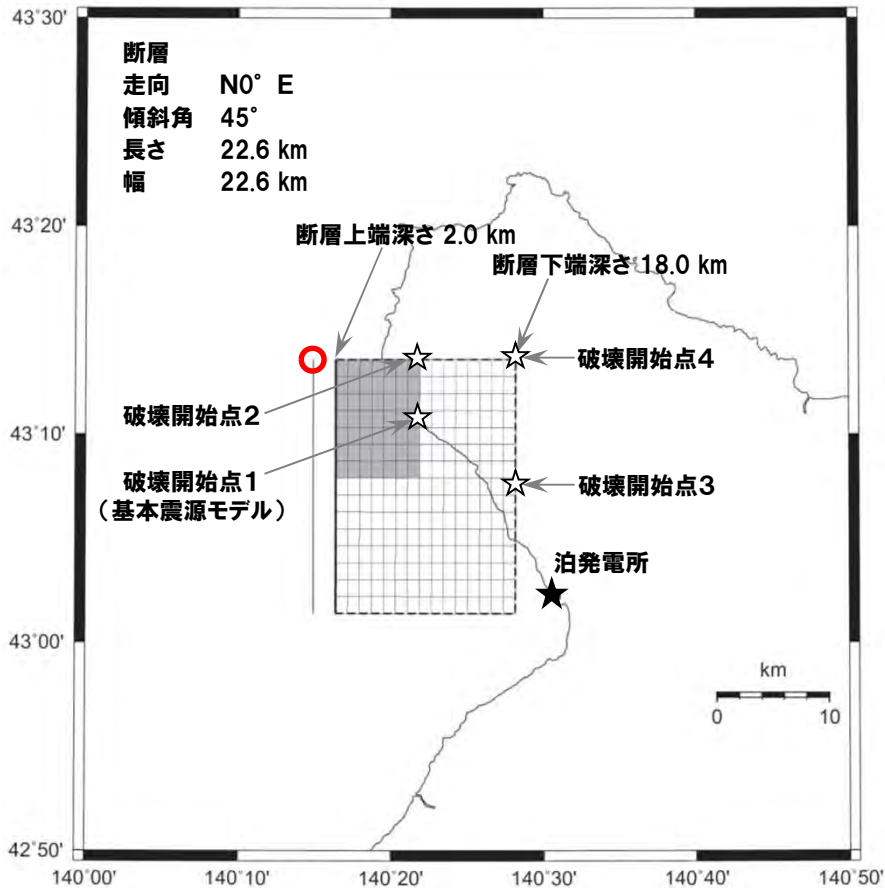 43°30'
断層
走向 N0° E
傾斜角 45°
長さ 22.6 km
幅 22.6 km
43°20'
断層上端深さ 2.0 km
断層下端深さ 18.0 km
破壊開始点4
破壊開始点2
43°10'
破壊開始点1
（基本震源モデル）
破壊開始点3
泊発電所
43°00'
km
0 10
42°50'
140°00' 140°10' 140°20' 140°30' 140°40' 140°50'